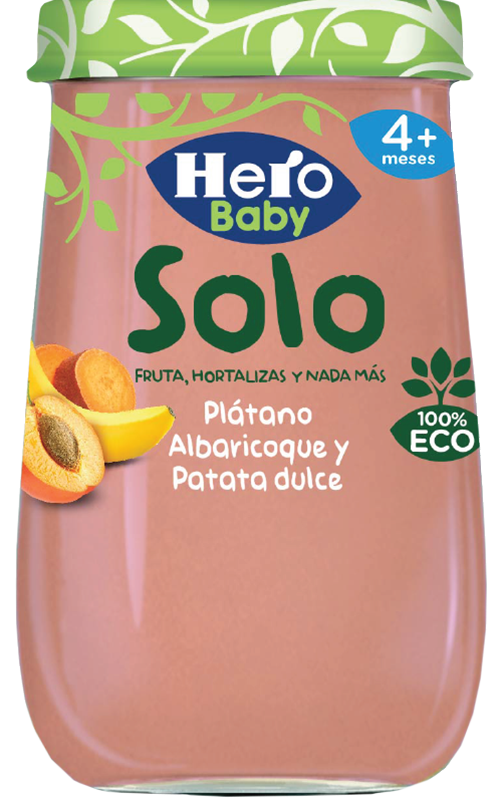 4+
meses
Hero
Baby
Solo
FRUTA, HORTALIZAS Y NADA MÁS
Plátano
Albaricoque y
Patata dulce
100%
ECO